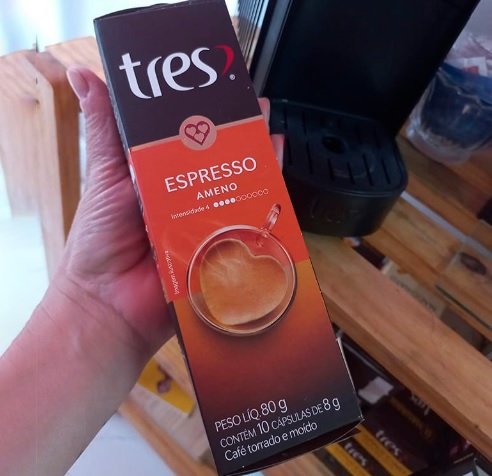 tres
ESPRESSO
AMENO
Intensidade 4
PESO LÍQ. 80 g
CONTÉM 10 CÁPSULAS DE 8 g
Café torrado e moído